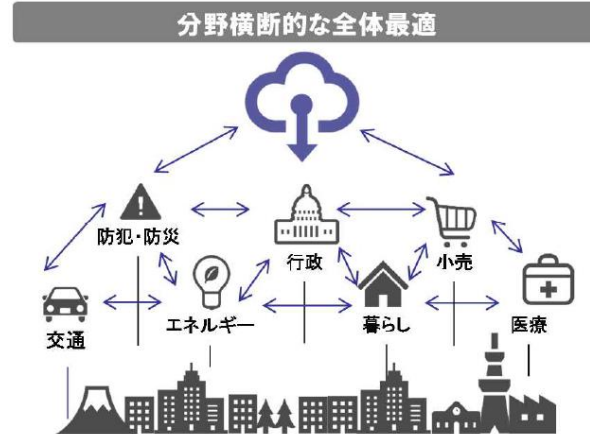 分野横断的な全体最適
防犯・防災
行政
小売
交通
エネルギー
暮らし
医療